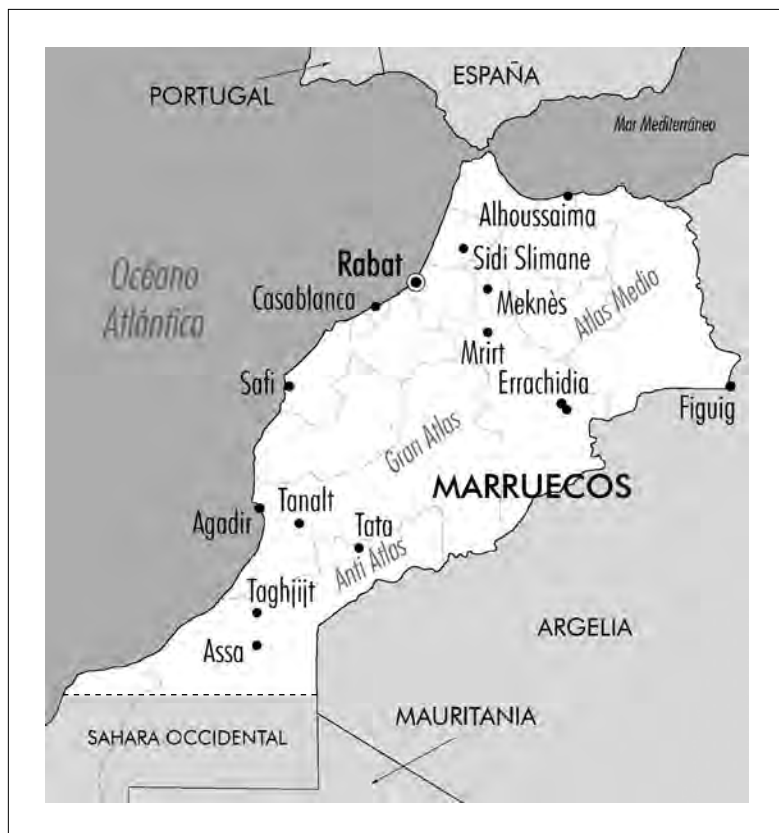 ESPAÑA
PORTUGAL
Mar Mediterráneo
Alhoussaima
Rabat
Sidi Slimane
Océano
Atlántica
Casablanca
Meknès
Atlas Medio
Mrirt
Safi
Errachidia
Figuig
Gran Atlas
MARRUECOS
Agadir
Tanalt
Tata
Anti Atlas
Taghjijt
ARGELIA
Assa
MAURITANIA
SAHARA OCCIDENTAL